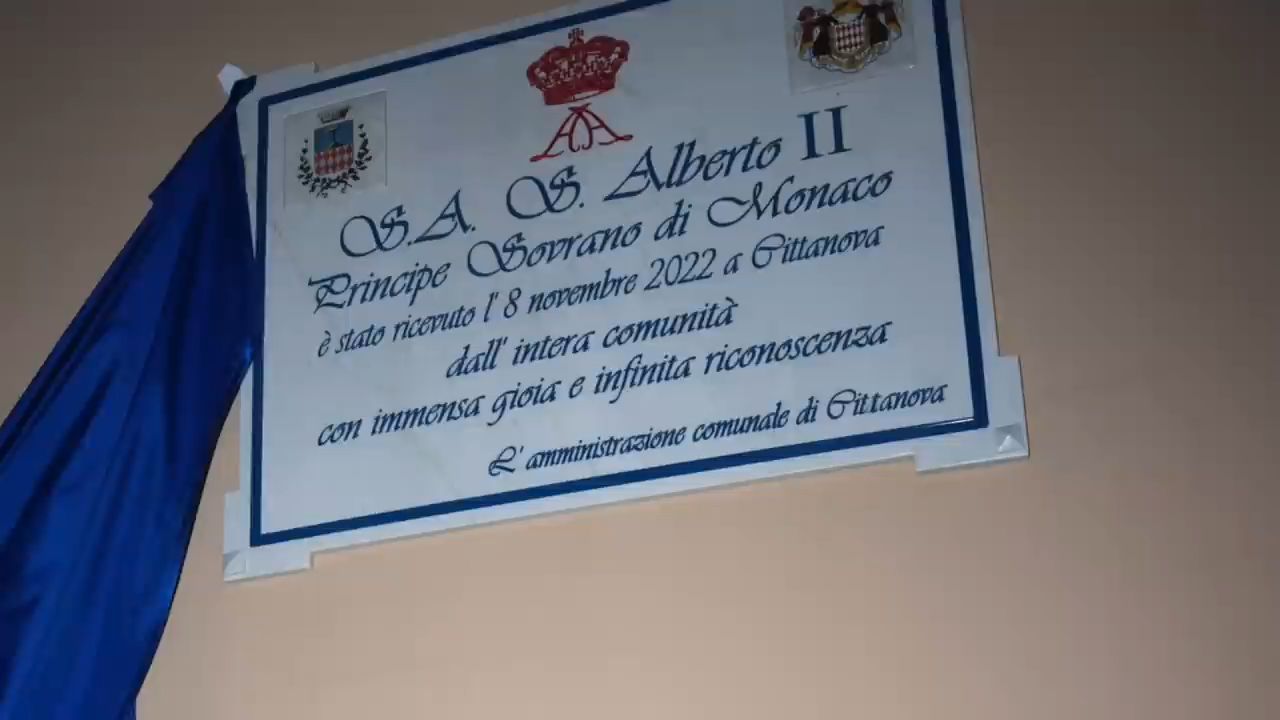 S.A. S. Alberto II
Principe Sovrano di Monaco
è stato ricevuto l' 8 novembre 2022 a Cittanova
dall' intera comunità
con immensa gioia e infinita riconoscenza
L' amministrazione comunale di Cittanova